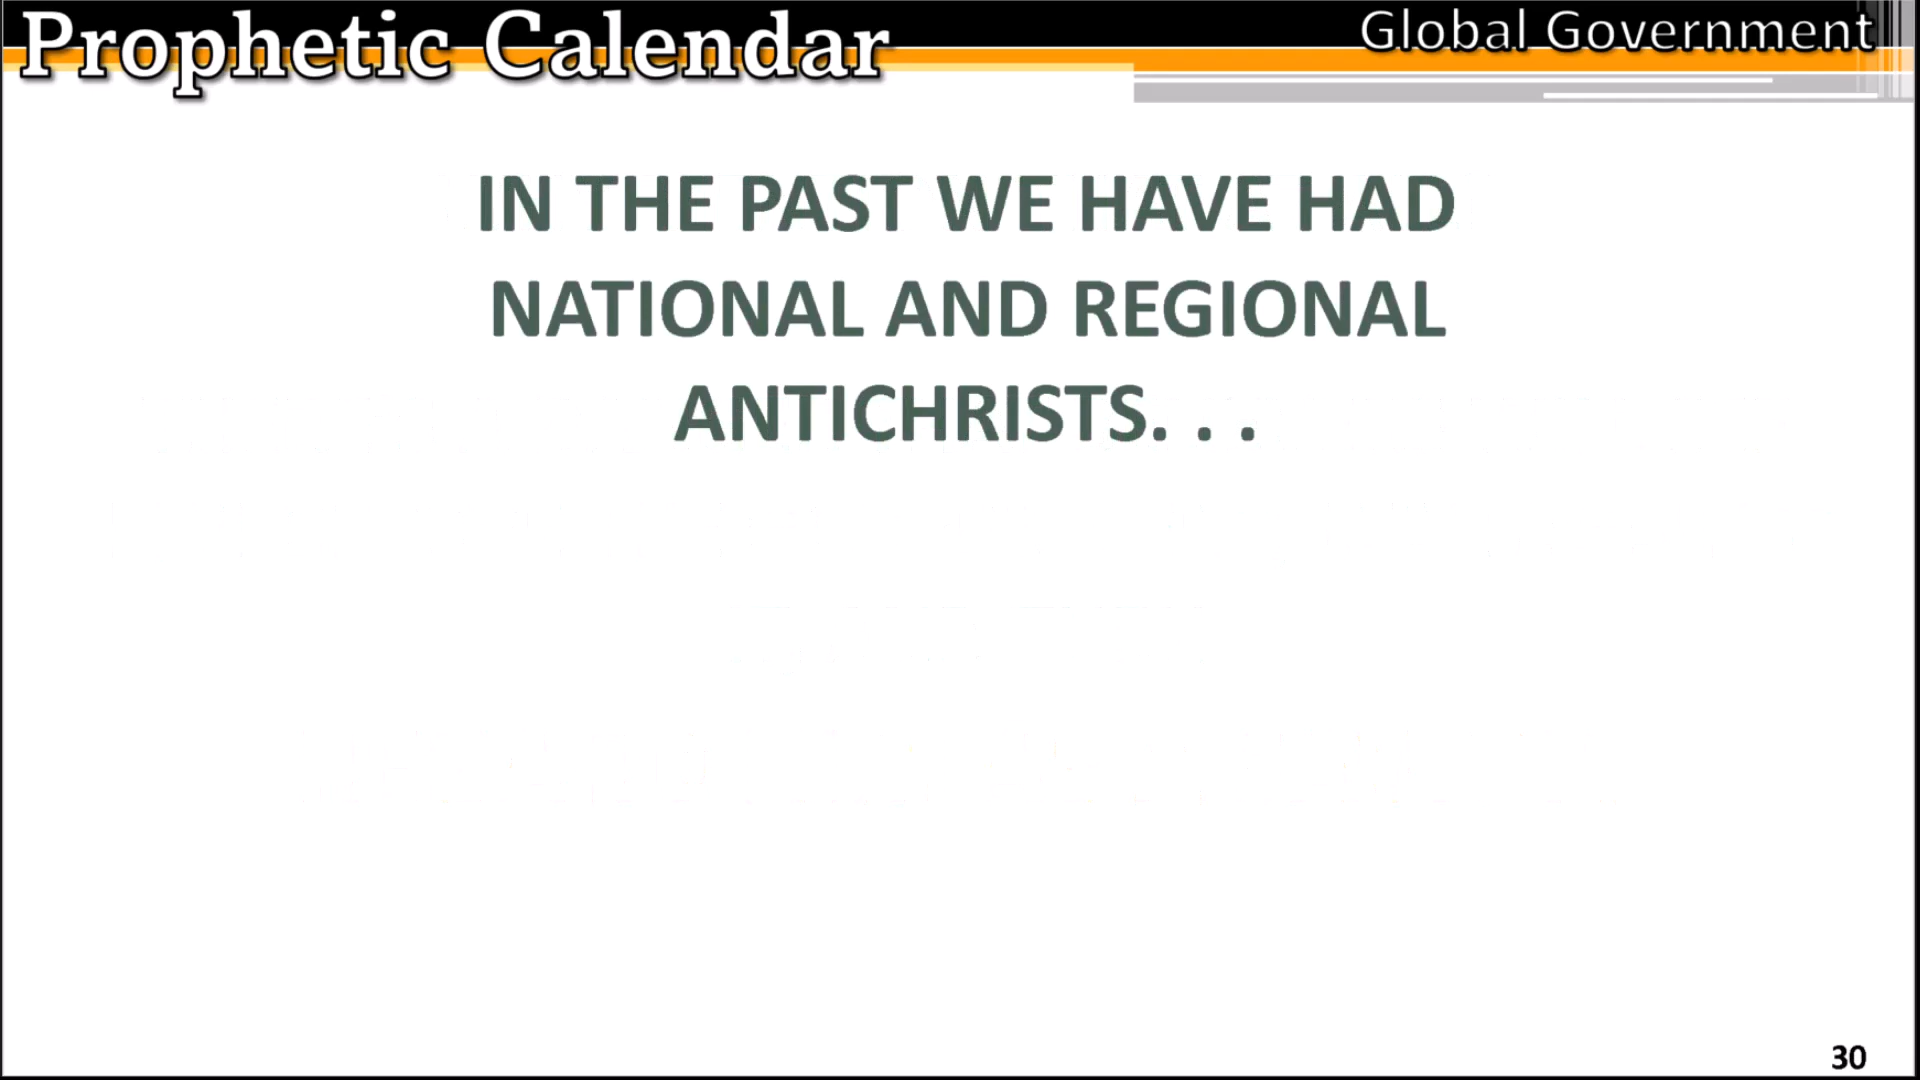 Prophetic Calendar
Global Government
IN THE PAST WE HAVE HAD
NATIONAL AND REGIONAL
ANTICHRISTS. . .
30